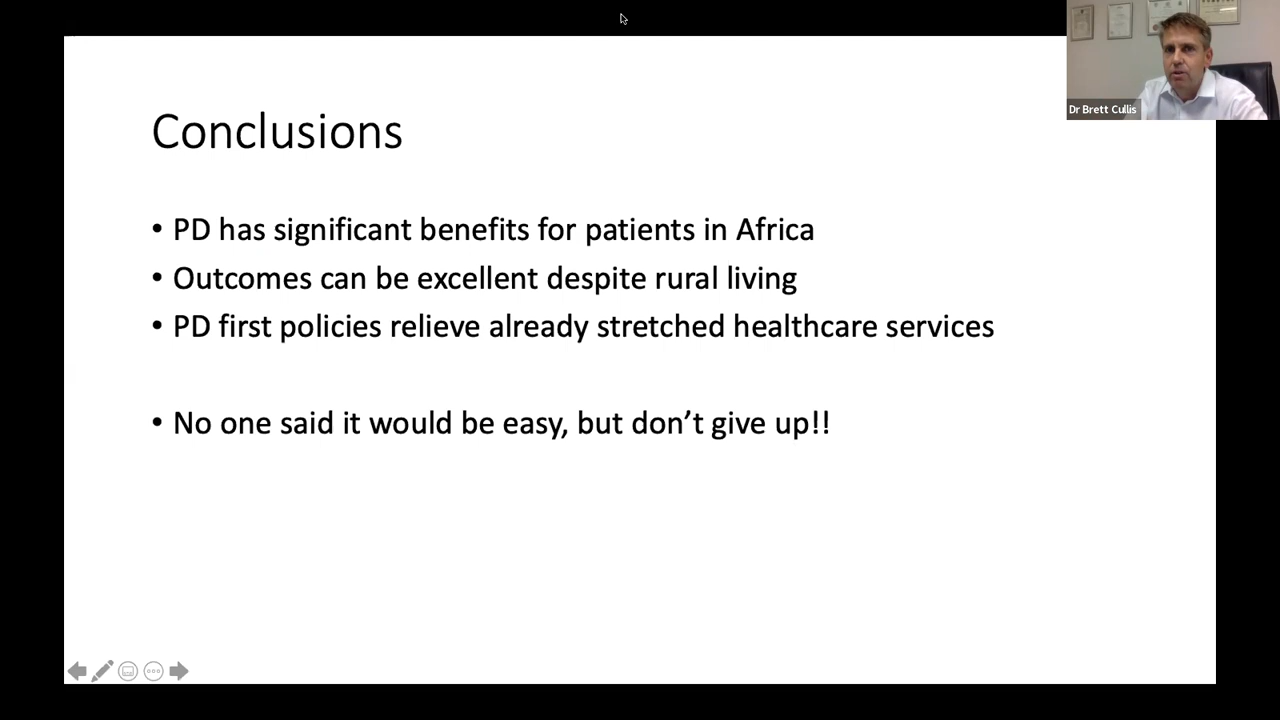 Conclusions
• PD has significant benefits for patients in Africa
• Outcomes can be excellent despite rural living
• PD first policies relieve already stretched healthcare services
• No one said it would be easy, but don’t give up!!
Dr Brett Cullis